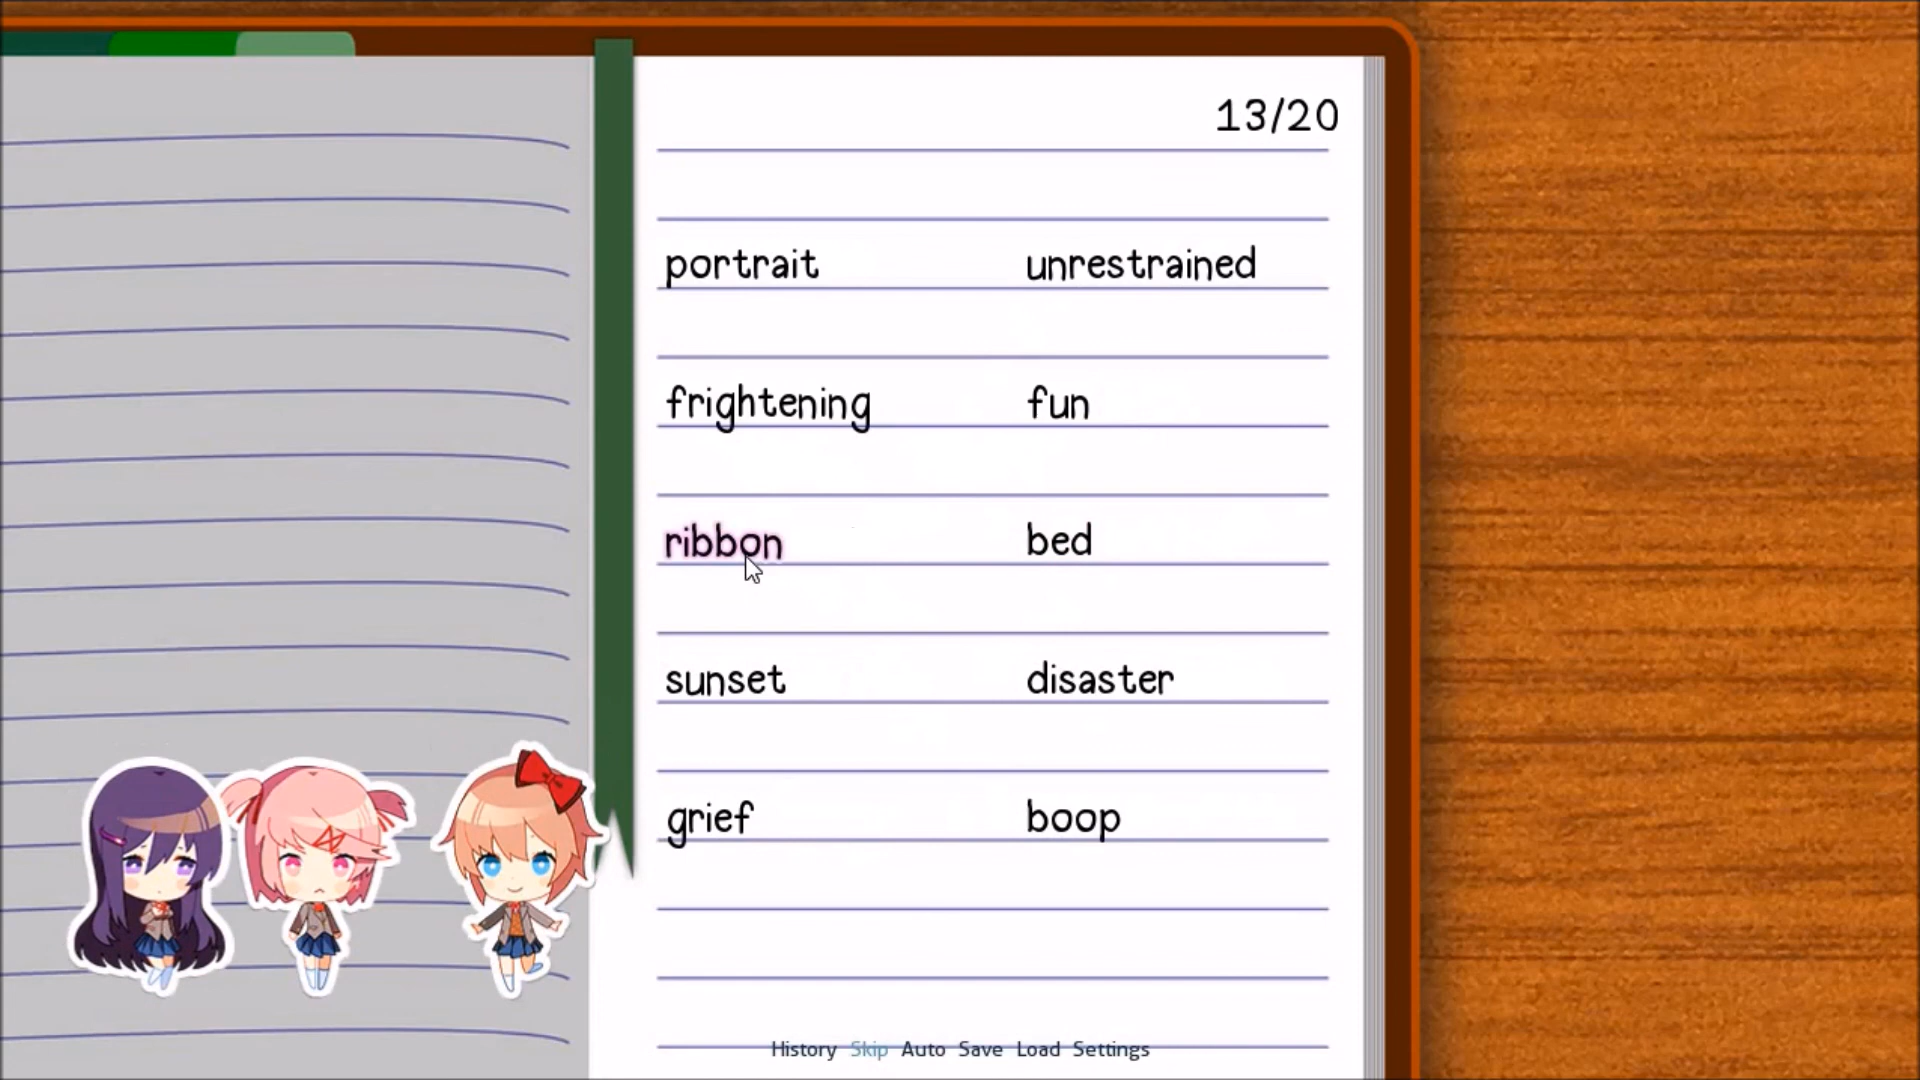 13/20
portrait unrestrained
frightening fun
ribbon bed
sunset disaster
grief boop
History Skip Auto Save Load Settings